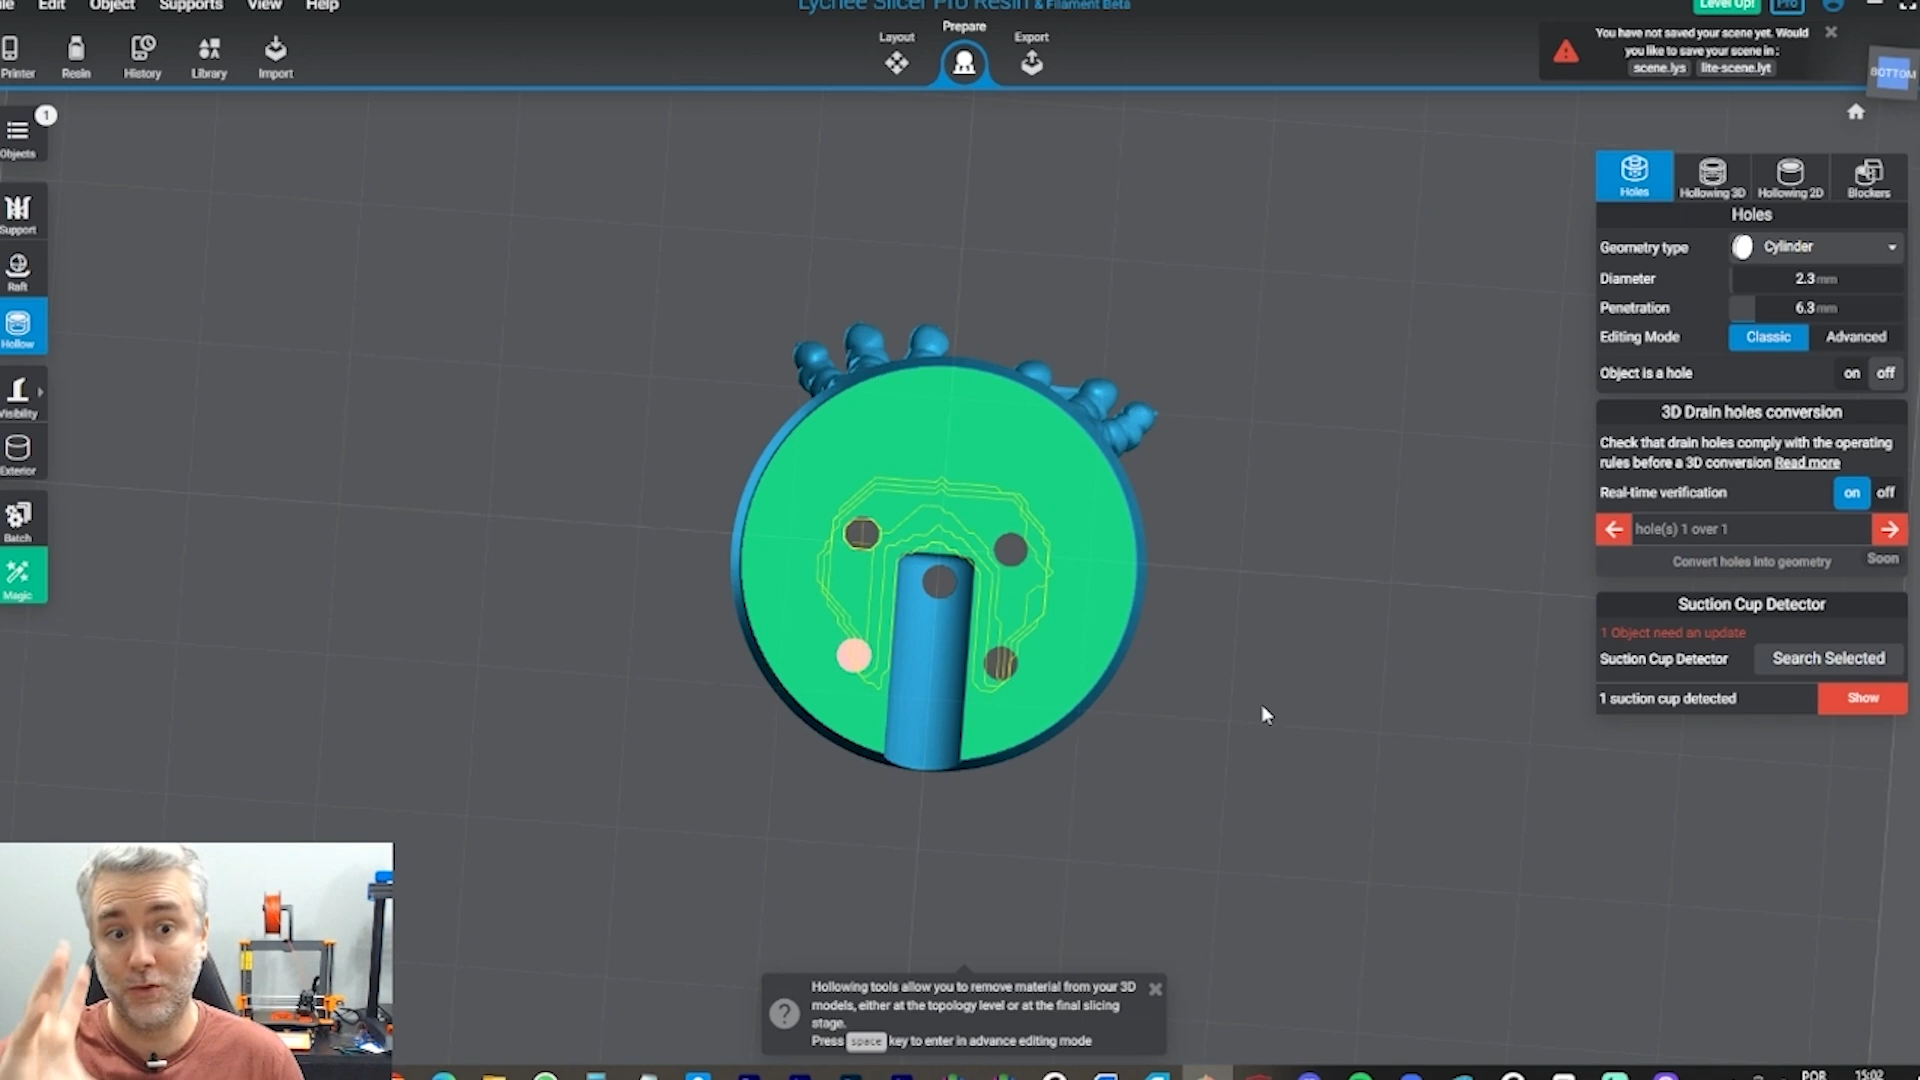 Edit Object Supports View Help
Lychee Slicer Pro Resin & Filament Beta
Level Up!
Pro
Printer
Resin
History
Library
Import
Layout
Prepare
Export
You have not saved your scene yet. Would
you like to save your scene in :
scene.lys lite-scene.lyt
BOTTOM
1
Objects
Support
Raft
Hollow
Visibility
Exterior
Batch
Magic
Holes
Hollowing 3D
Hollowing 2D
Blockers
Holes
Geometry type Cylinder
Diameter 2.3 mm
Penetration 6.3 mm
Editing Mode Classic Advanced
Object is a hole on off
3D Drain holes conversion
Check that drain holes comply with the operating
rules before a 3D conversion Read more
Real-time verification on off
hole(s) 1 over 1
Convert holes into geometry Soon
Suction Cup Detector
1 Object need an update
Suction Cup Detector Search Selected
1 suction cup detected Show
Hollowing tools allow you to remove material from your 3D
models, either at the topology level or at the final slicing
stage.
Press space key to enter in advance editing mode
POR
15:02